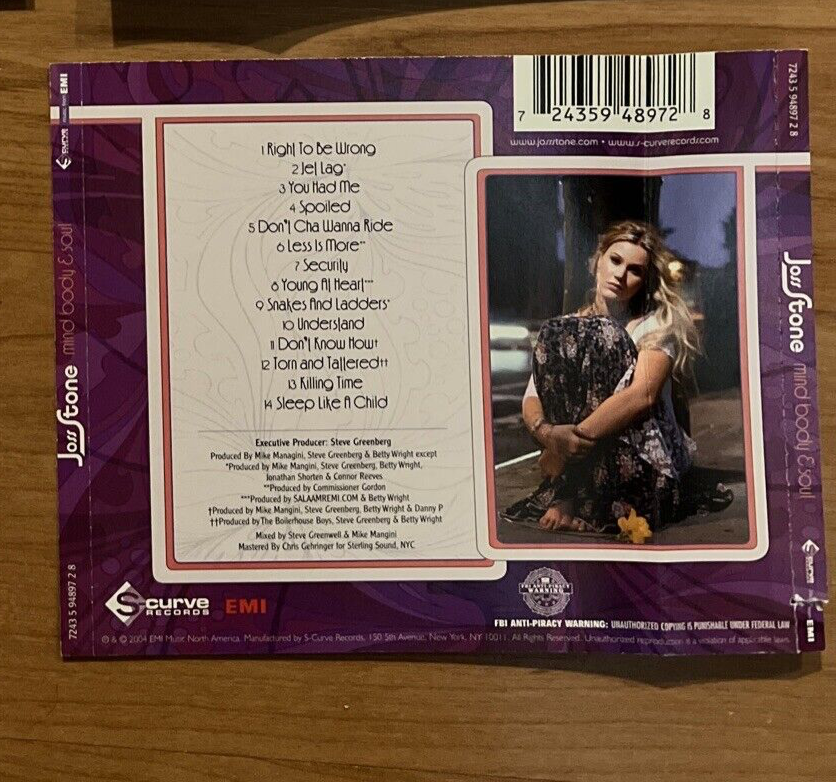 7 24359 48972 8
www.jossstone.com • www.s-curverecords.com
1 Right To Be Wrong
2 Jet Lag*
3 You Had Me
4 Spoiled
5 Don't Cha Wanna Ride
6 Less Is More**
7 Security
8 Young At Heart***
9 Snakes And Ladders*
10 Understand
11 Don't Know How†
12 Torn and Tattered††
13 Killing Time
14 Sleep Like A Child
Executive Producer: Steve Greenberg
Produced By Mike Managini, Steve Greenberg & Betty Wright except
*Produced by Mike Mangini, Steve Greenberg, Betty Wright,
Jonathan Shorten & Connor Reeves
**Produced by Commissioner Gordon
***Produced by SALAAMREMI.COM & Betty Wright
†Produced by Mike Mangini, Steve Greenberg, Betty Wright & Danny P
††Produced by The Boilerhouse Boys, Steve Greenberg & Betty Wright
Mixed by Steve Greenwell & Mike Mangini
Mastered By Chris Gehringer for Sterling Sound, NYC
S-curve
RECORDS
EMI
FBI ANTI-PIRACY
WARNING
FBI ANTI-PIRACY WARNING: UNAUTHORIZED COPYING IS PUNISHABLE UNDER FEDERAL LAW
℗ & © 2004 EMI Music North America. Manufactured by S-Curve Records, 150 5th Avenue, New York, NY 10011. All Rights Reserved. Unauthorized reproduction is a violation of applicable laws.
7243 5 94897 2 8
Joss Stone mind body & soul
S-curve
EMI
7243 5 94897 2 8
Joss Stone mind body & soul
S-curve
EMI